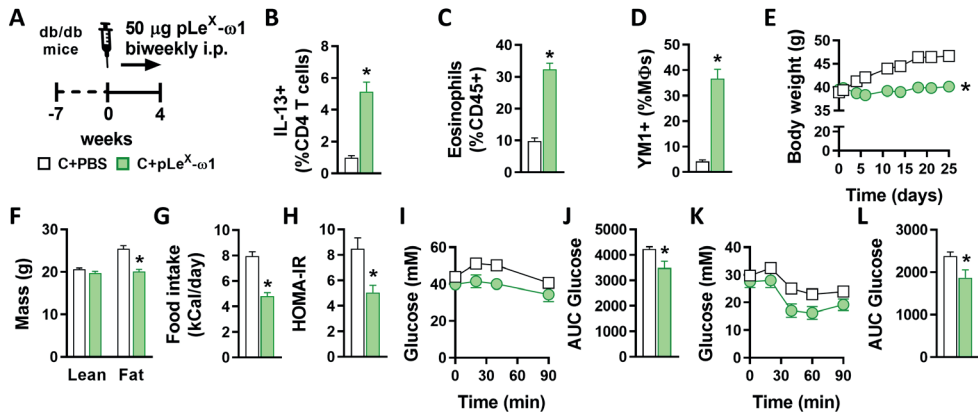 A
db/db
mice
50 µg pLeX-ω1
biweekly i.p.
-7
0
4
weeks
C+PBS
C+pLeX-ω1
B
IL-13+
(%CD4 T cells)
8
6
4
2
0
*
C
Eosinophils
(%CD45+)
40
30
20
10
0
*
D
YM1+ (%MΦs)
50
40
30
20
10
0
*
E
Body weight (g)
50
45
40
35
20
10
0
0 5 10 15 20 25
Time (days)
*
F
Mass (g)
40
30
20
10
0
*
Lean Fat
G
Food intake
(kCal/day)
10
8
6
4
2
0
*
H
HOMA-IR
10
8
6
4
2
0
*
I
Glucose (mM)
60
40
20
0
0 30 60 90
Time (min)
J
AUC Glucose
5000
4000
3000
2000
1000
0
*
K
Glucose (mM)
40
30
20
10
0
0 30 60 90
Time (min)
L
AUC Glucose
3000
2000
1000
0
*